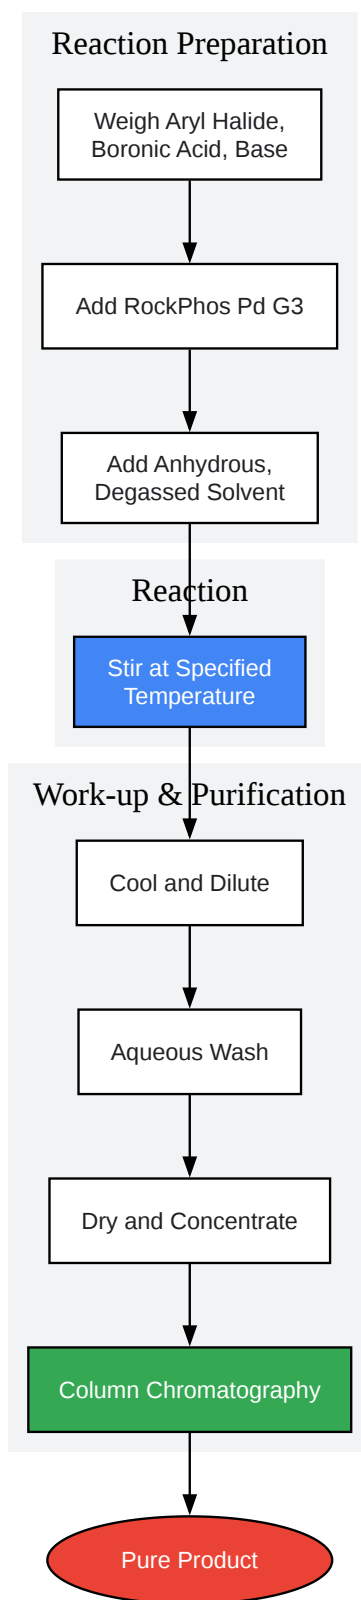 Reaction Preparation
Weigh Aryl Halide,
Boronic Acid, Base
Add RockPhos Pd G3
Add Anhydrous,
Degassed Solvent
Reaction
Stir at Specified
Temperature
Work-up & Purification
Cool and Dilute
Aqueous Wash
Dry and Concentrate
Column Chromatography
Pure Product